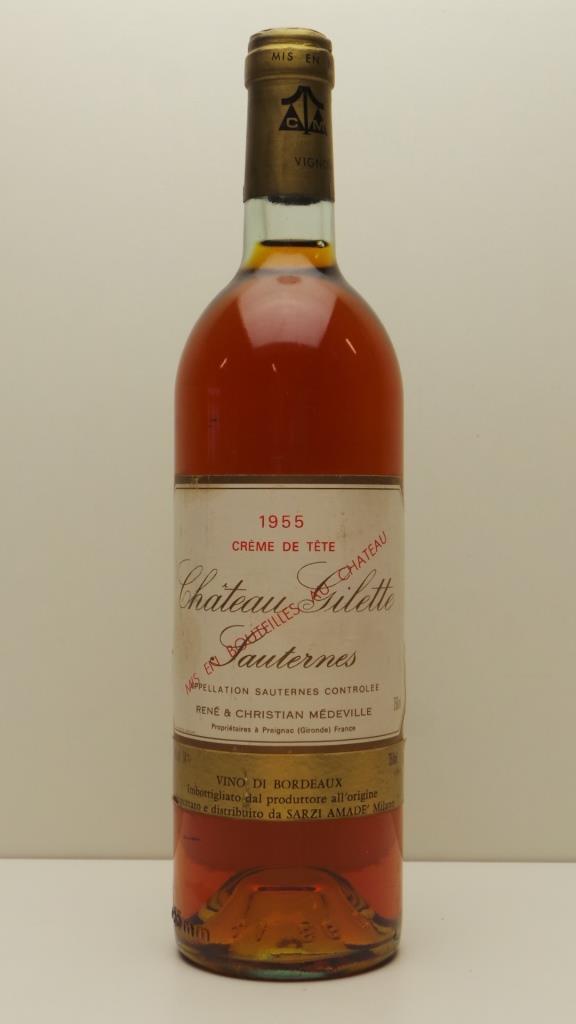 MIS EN
C M
VIGNO
1955
CRÈME DE TÊTE
Château Gilette
MIS EN BOUTEILLES AU CHATEAU
Sauternes
APPELLATION SAUTERNES CONTROLEE
RENÉ & CHRISTIAN MÉDEVILLE
Propriétaires à Preignac (Gironde) France
VINO DI BORDEAUX
Imbottigliato dal produttore all'origine
e distribuito da SARZI AMADE' Milano